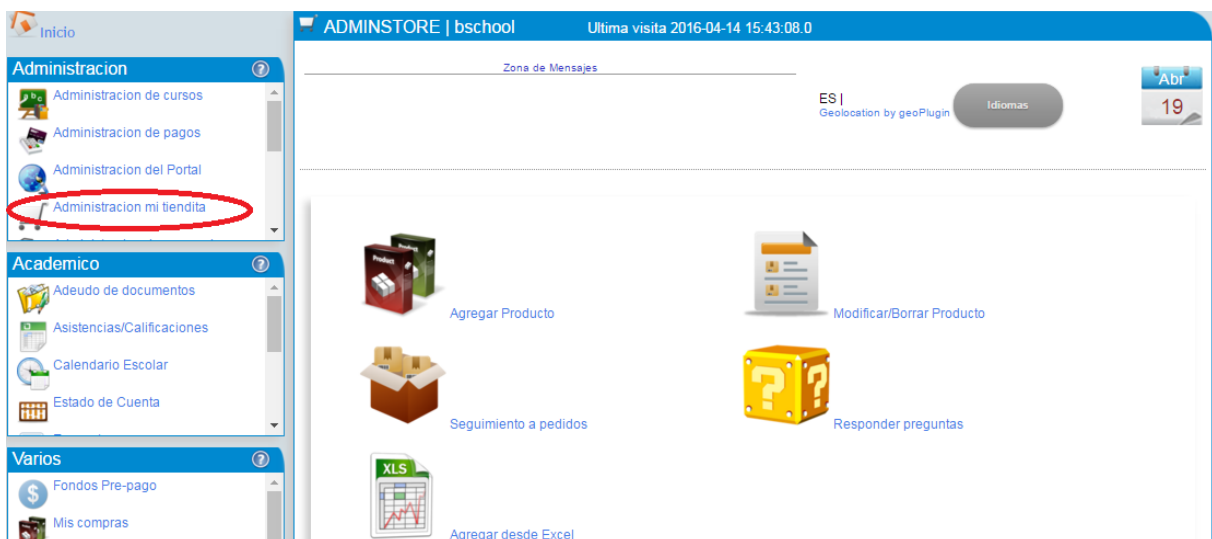 Inicio
Administracion
Administracion de cursos
Administracion de pagos
Administracion del Portal
Administracion mi tiendita
Academico
Adeudo de documentos
Asistencias/Calificaciones
Calendario Escolar
Estado de Cuenta
Varios
Fondos Pre-pago
Mis compras
ADMINSTORE | bschool
Ultima visita 2016-04-14 15:43:08.0
Zona de Mensajes
ES |
Geolocation by geoPlugin
Idiomas
Abr
19
Product
Agregar Producto
Modificar/Borrar Producto
Seguimiento a pedidos
Responder preguntas
XLS
Agregar desde Excel